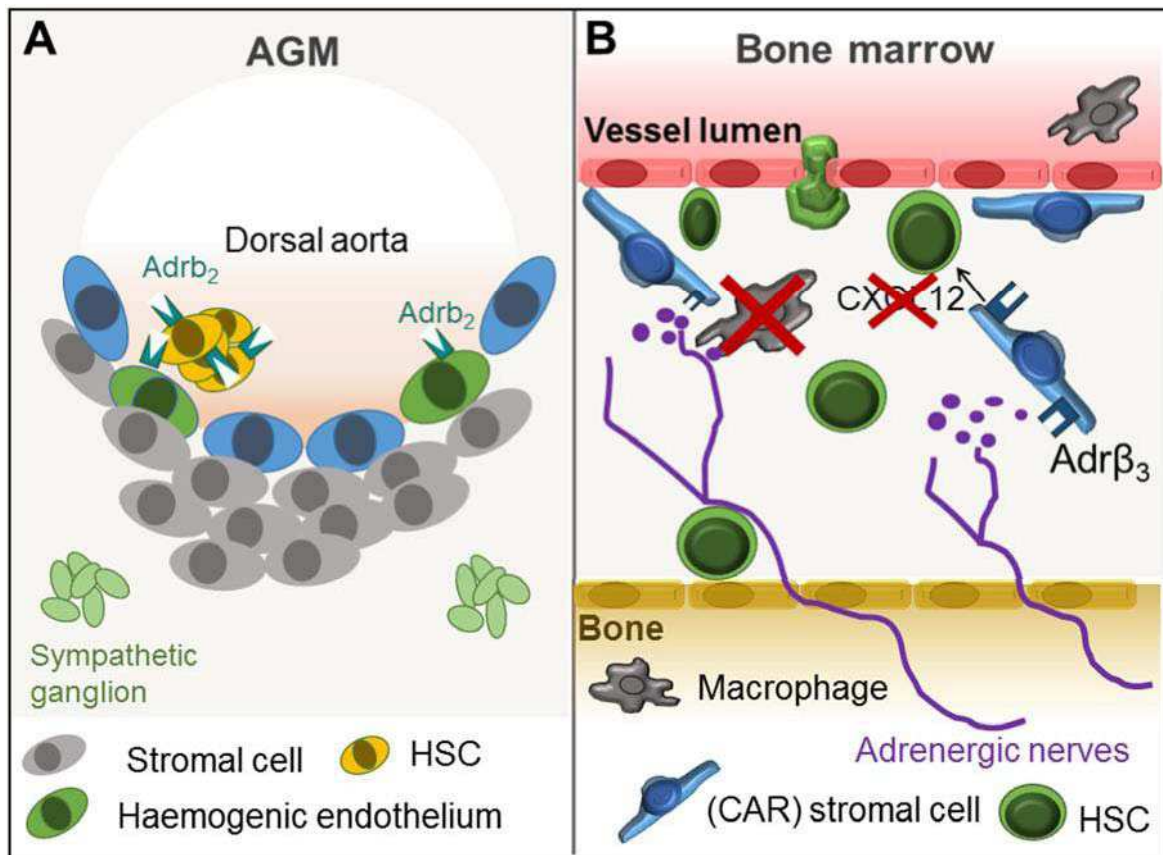 A
AGM
Dorsal aorta
Adrb₂
Adrb₂
Sympathetic
ganglion
Stromal cell
HSC
Haemogenic endothelium
B
Bone marrow
Vessel lumen
CXCL12
Adrβ₃
Bone
Macrophage
Adrenergic nerves
(CAR) stromal cell
HSC